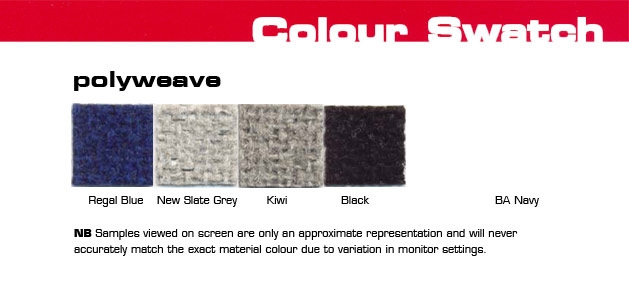 Colour Swatch
polyweave
Regal Blue New Slate Grey Kiwi Black BA Navy
NB Samples viewed on screen are only an approximate representation and will never
accurately match the exact material colour due to variation in monitor settings.